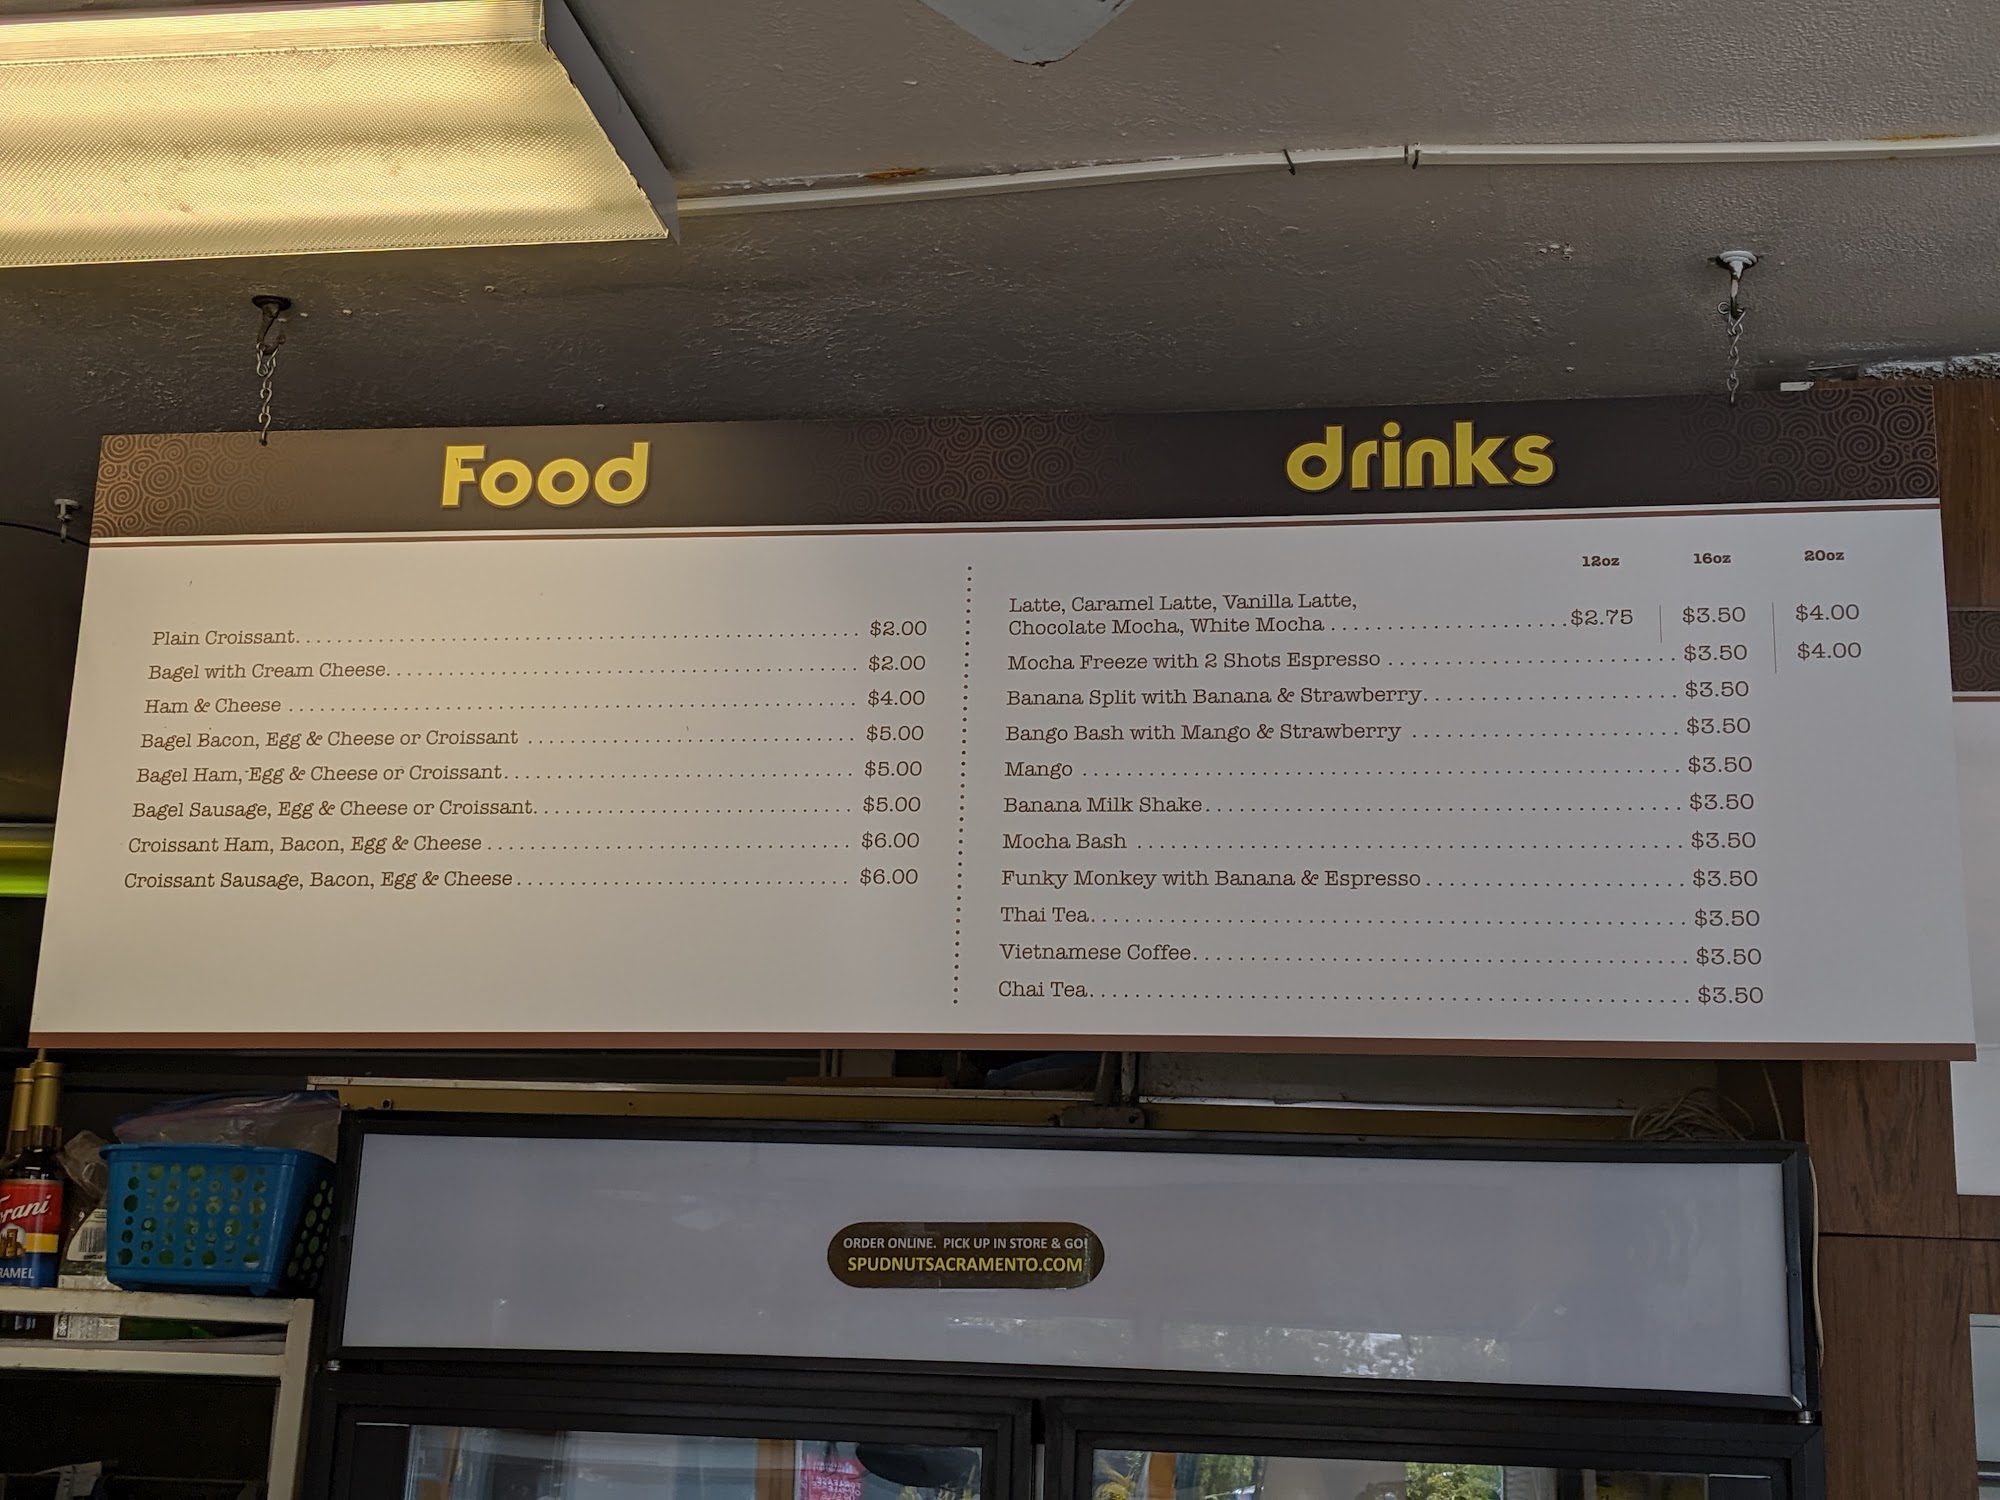 Food
Plain Croissant. $2.00
Bagel with Cream Cheese. $2.00
Ham & Cheese $4.00
Bagel Bacon, Egg & Cheese or Croissant $5.00
Bagel Ham, Egg & Cheese or Croissant. $5.00
Bagel Sausage, Egg & Cheese or Croissant. $5.00
Croissant Ham, Bacon, Egg & Cheese $6.00
Croissant Sausage, Bacon, Egg & Cheese $6.00
drinks
12oz 16oz 20oz
Latte, Caramel Latte, Vanilla Latte,
Chocolate Mocha, White Mocha $2.75 $3.50 $4.00
Mocha Freeze with 2 Shots Espresso $3.50 $4.00
Banana Split with Banana & Strawberry. $3.50
Bango Bash with Mango & Strawberry $3.50
Mango $3.50
Banana Milk Shake. $3.50
Mocha Bash $3.50
Funky Monkey with Banana & Espresso $3.50
Thai Tea. $3.50
Vietnamese Coffee. $3.50
Chai Tea. $3.50
ORDER ONLINE. PICK UP IN STORE & GO!
SPUDNUTSACRAMENTO.COM
rani
RAMEL